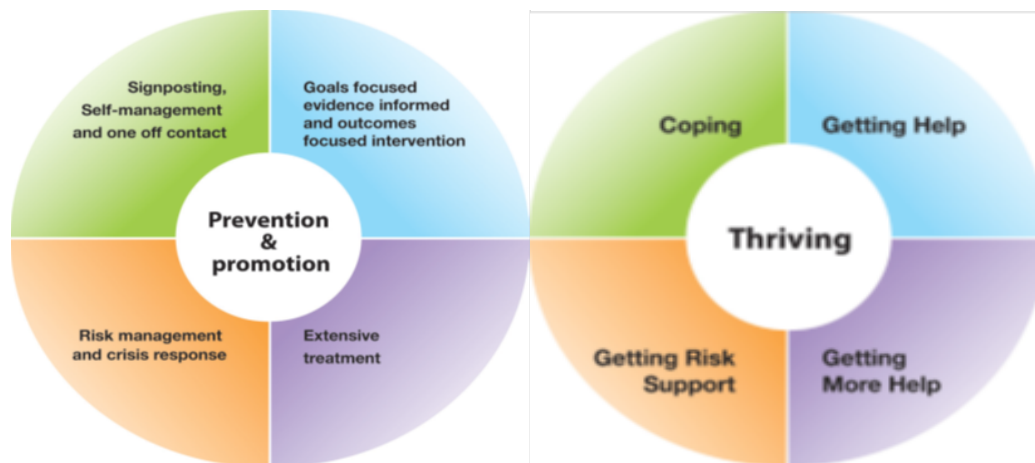 Signposting,
Self-management
and one off contact
Goals focused
evidence informed
and outcomes
focused intervention
Prevention
&
promotion
Risk management
and crisis response
Extensive
treatment
Coping
Getting Help
Thriving
Getting Risk
Support
Getting
More Help